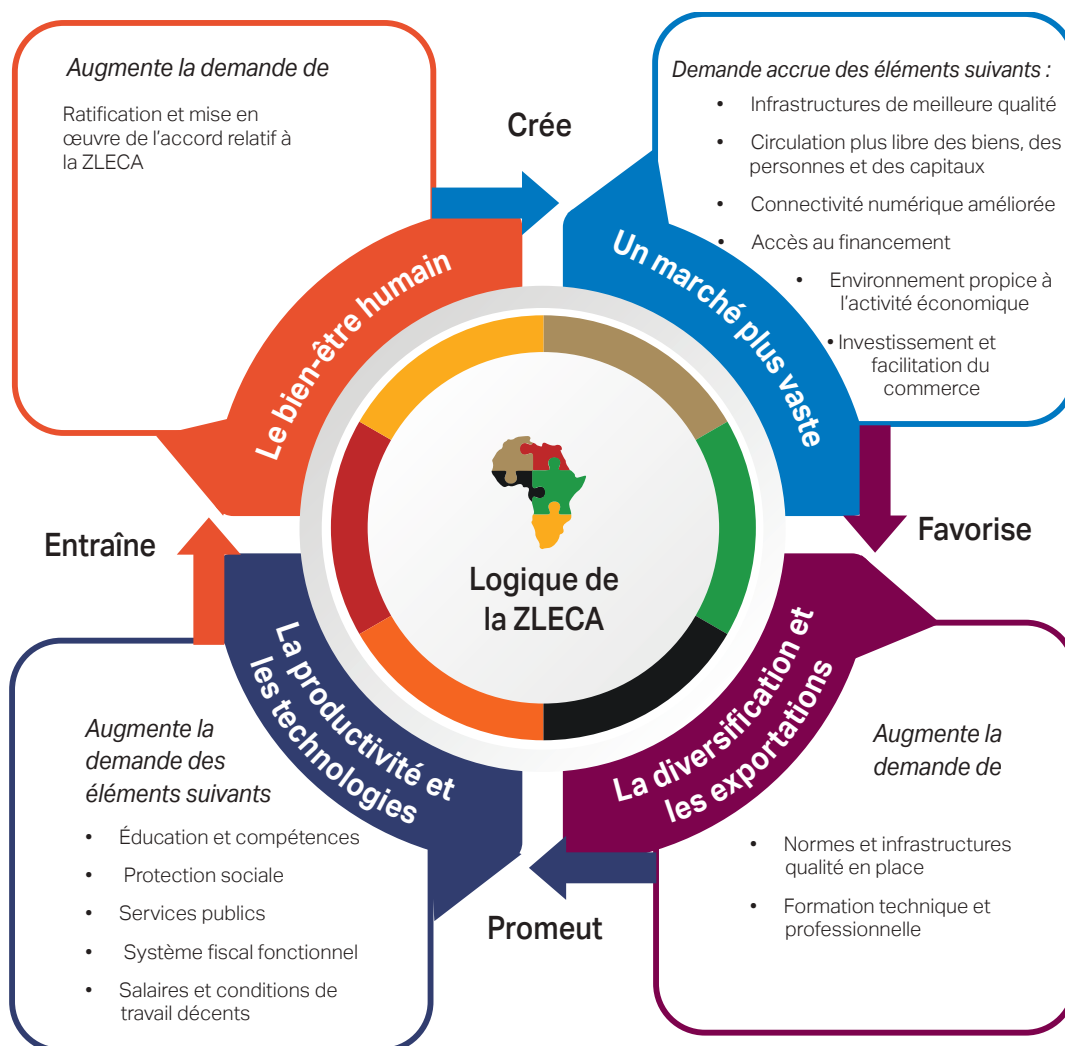 Augmente la demande de
Ratification et mise en
œuvre de l'accord relatif à
la ZLECA
Crée
Demande accrue des éléments suivants :
• Infrastructures de meilleure qualité
• Circulation plus libre des biens, des
personnes et des capitaux
• Connectivité numérique améliorée
• Accès au financement
• Environnement propice à
l'activité économique
• Investissement et
facilitation du
commerce
Le bien-être humain
Un marché plus vaste
Entraîne
Favorise
Logique de
la ZLECA
La productivité et
les technologies
La diversification et
les exportations
Augmente la
demande des
éléments suivants
• Éducation et compétences
• Protection sociale
• Services publics
• Système fiscal fonctionnel
• Salaires et conditions de
travail décents
Promeut
Augmente la
demande de
• Normes et infrastructures
qualité en place
• Formation technique et
professionnelle